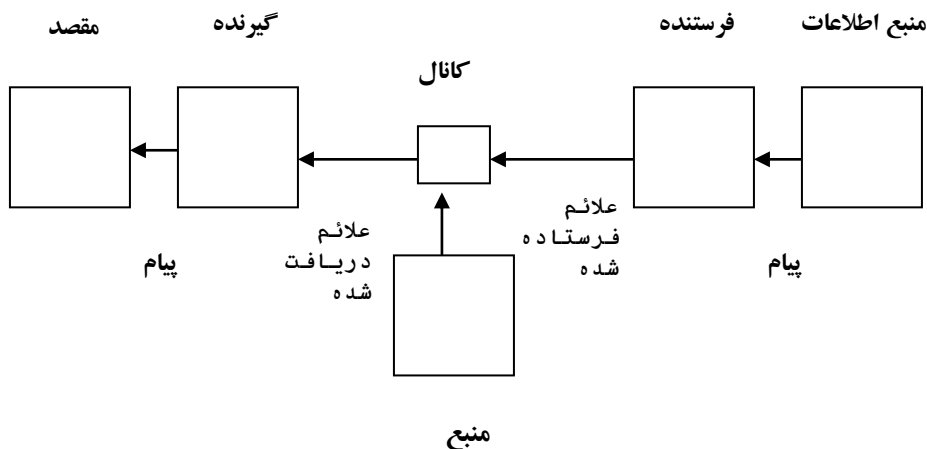 منبع اطلاعات
فرستنده
گیرنده
مقصد
کانال
علائم
فرستاده
شده
علائم
دریافت
شده
پیام
پیام
منبع